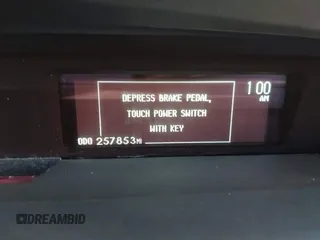 1:00
AM
DEPRESS BRAKE PEDAL,
TOUCH POWER SWITCH
WITH KEY
ODO 257853MI
DREAMBID